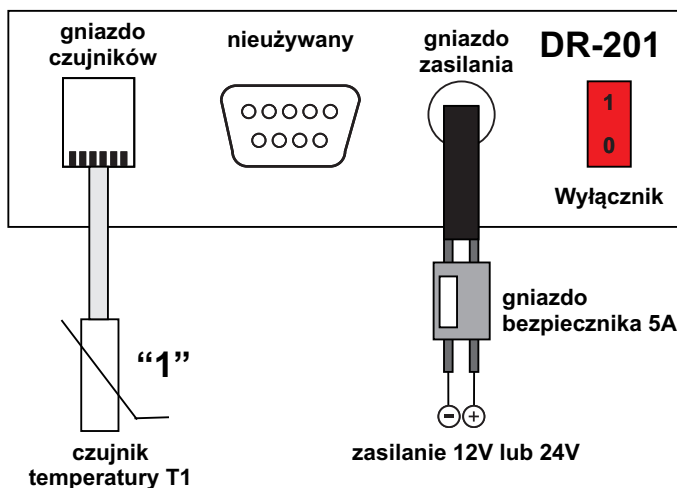 gniazdo
czujników
nieużywany
gniazdo
zasilania
DR-201
1
0
Wyłącznik
gniazdo
bezpiecznika 5A
“1”
- +
czujnik
temperatury T1
zasilanie 12V lub 24V